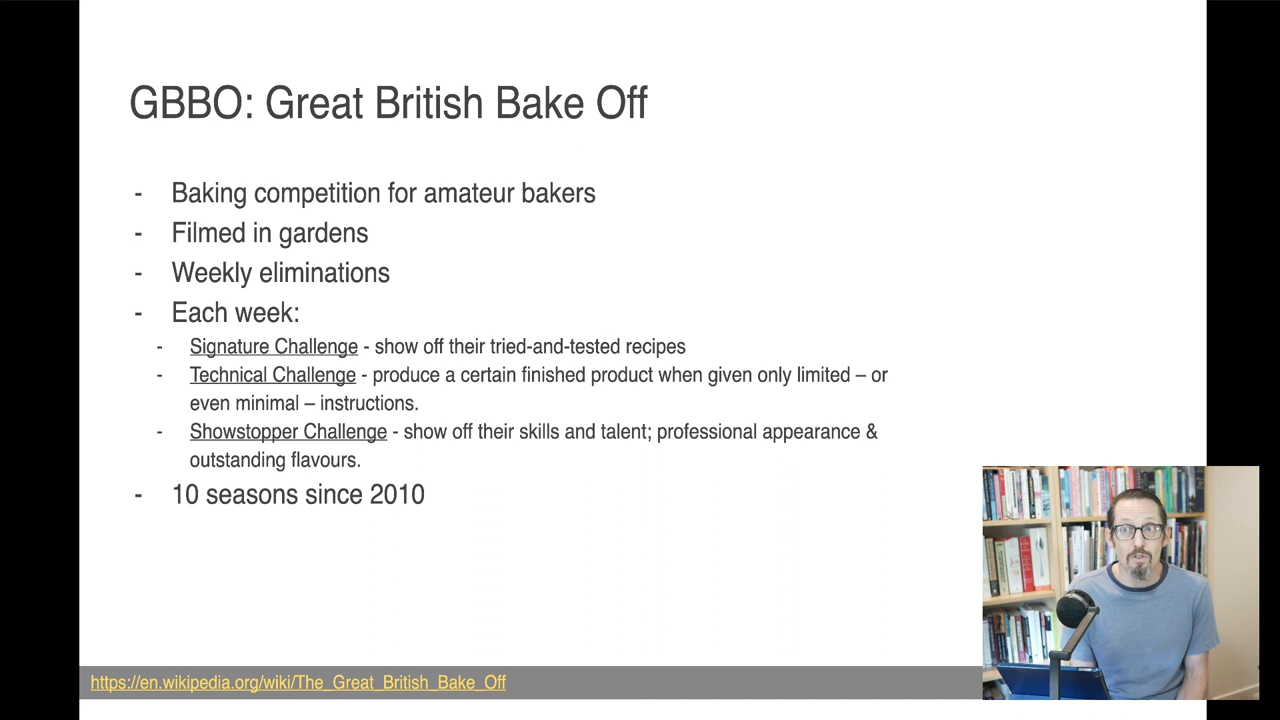 GBBO: Great British Bake Off
- Baking competition for amateur bakers
- Filmed in gardens
- Weekly eliminations
- Each week:
- Signature Challenge - show off their tried-and-tested recipes
- Technical Challenge - produce a certain finished product when given only limited – or
even minimal – instructions.
- Showstopper Challenge - show off their skills and talent; professional appearance &
outstanding flavours.
- 10 seasons since 2010
https://en.wikipedia.org/wiki/The_Great_British_Bake_Off